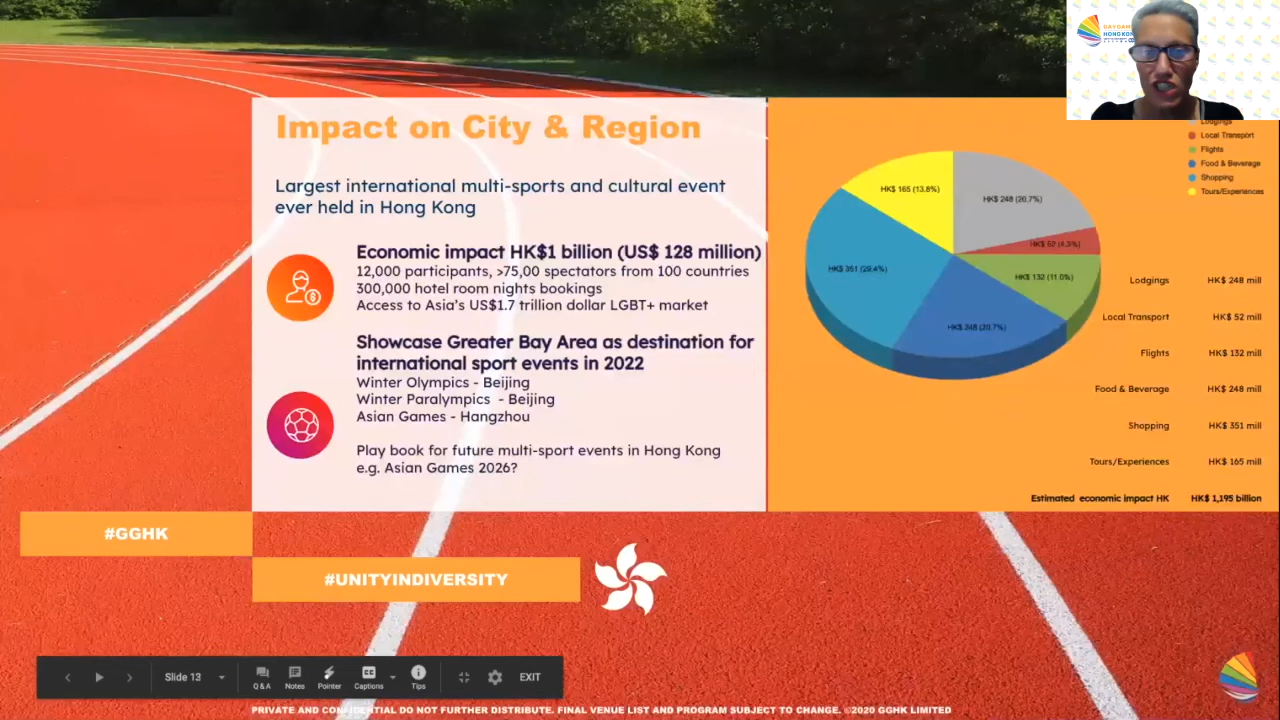 Impact on City & Region
Largest international multi-sports and cultural event
ever held in Hong Kong
Economic impact HK$1 billion (US$ 128 million)
12,000 participants, >75,00 spectators from 100 countries
300,000 hotel room nights bookings
Access to Asia's US$1.7 trillion dollar LGBT+ market
Showcase Greater Bay Area as destination for
international sport events in 2022
Winter Olympics - Beijing
Winter Paralympics - Beijing
Asian Games - Hangzhou
Play book for future multi-sport events in Hong Kong
e.g. Asian Games 2026?
Lodgings
Local Transport
Flights
Food & Beverage
Shopping
Tours/Experiences
HK$ 165 (13.8%)
HK$ 248 (20.7%)
HK$ 52 (4.3%)
HK$ 351 (29.4%)
HK$ 132 (11.0%)
HK$ 248 (20.7%)
Lodgings HK$ 248 mill
Local Transport HK$ 52 mill
Flights HK$ 132 mill
Food & Beverage HK$ 248 mill
Shopping HK$ 351 mill
Tours/Experiences HK$ 165 mill
Estimated economic impact HK HK$ 1,195 billion
#GGHK
#UNITYINDIVERSITY
Slide 13
Q & A
Notes
Pointer
Captions
Tips
EXIT
PRIVATE AND CONFIDENTIAL DO NOT FURTHER DISTRIBUTE. FINAL VENUE LIST AND PROGRAM SUBJECT TO CHANGE. ©2020 GGHK LIMITED